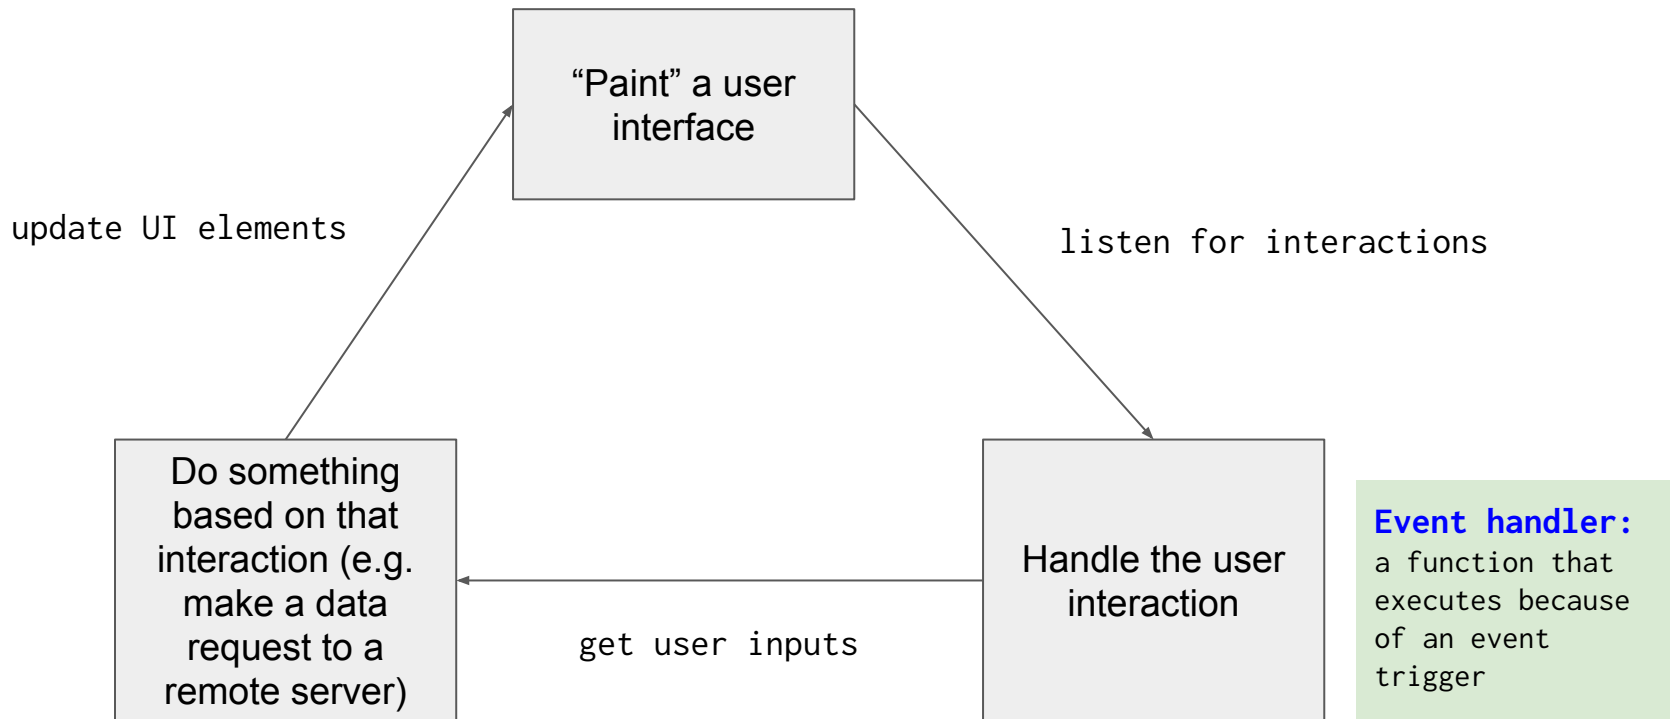 “Paint” a user
interface
update UI elements
listen for interactions
Do something
based on that
interaction (e.g.
make a data
request to a
remote server)
get user inputs
Handle the user
interaction
Event handler:
a function that
executes because
of an event
trigger